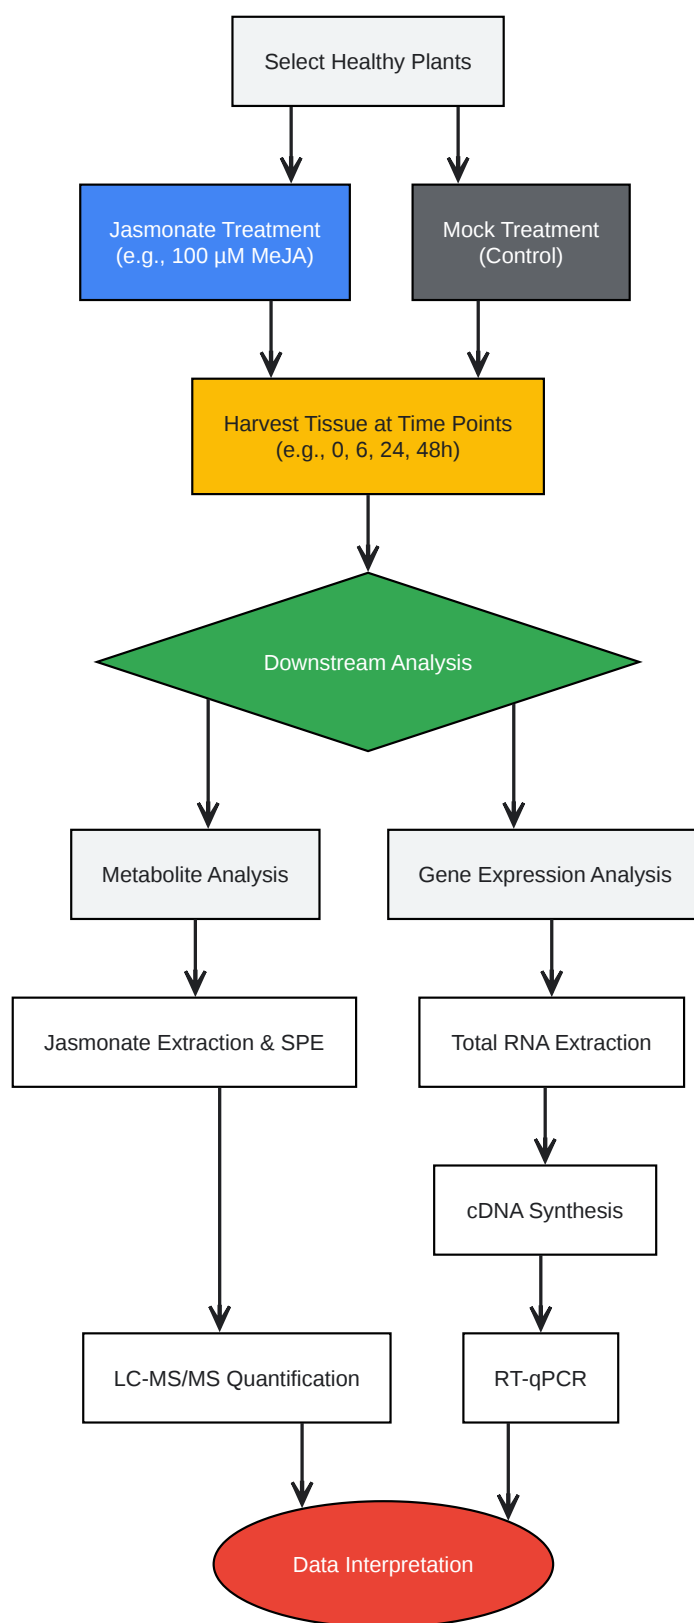 Select Healthy Plants
Jasmonate Treatment
(e.g., 100 µM MeJA)
Mock Treatment
(Control)
Harvest Tissue at Time Points
(e.g., 0, 6, 24, 48h)
Downstream Analysis
Metabolite Analysis
Gene Expression Analysis
Jasmonate Extraction & SPE
Total RNA Extraction
cDNA Synthesis
LC-MS/MS Quantification
RT-qPCR
Data Interpretation